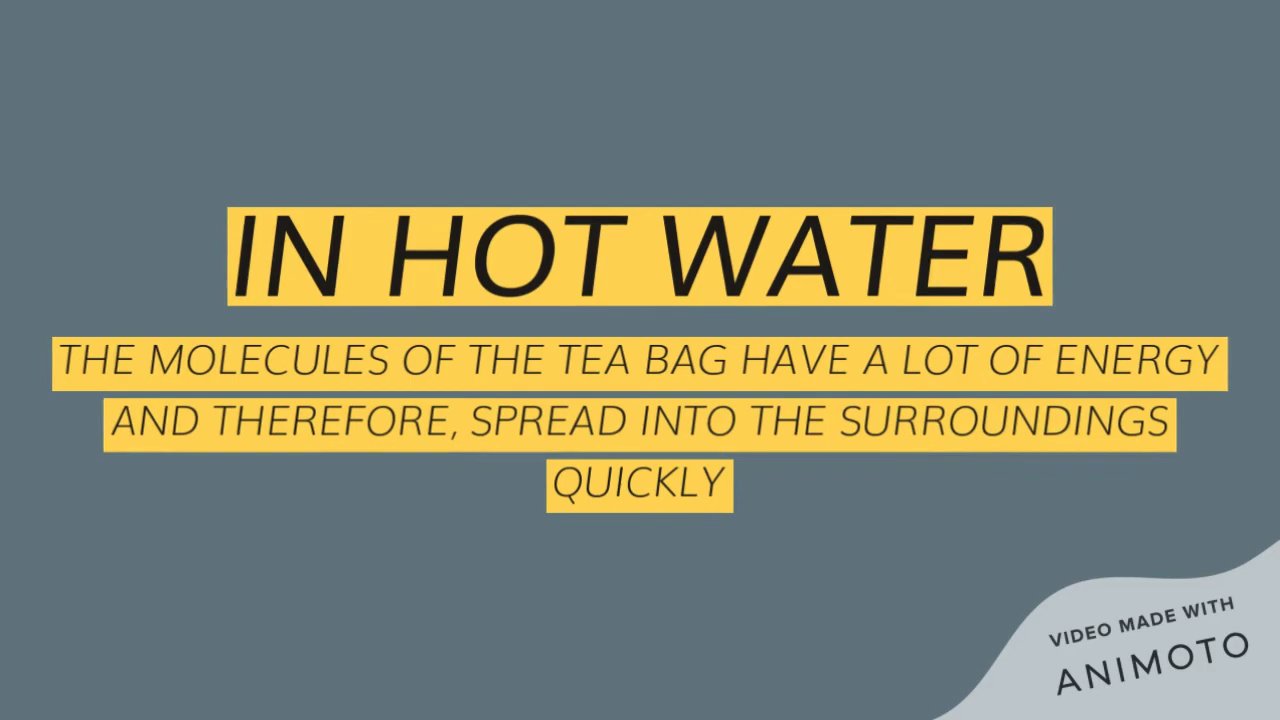 IN HOT WATER
THE MOLECULES OF THE TEA BAG HAVE A LOT OF ENERGY
AND THEREFORE, SPREAD INTO THE SURROUNDINGS
QUICKLY
VIDEO MADE WITH
ANIMOTO